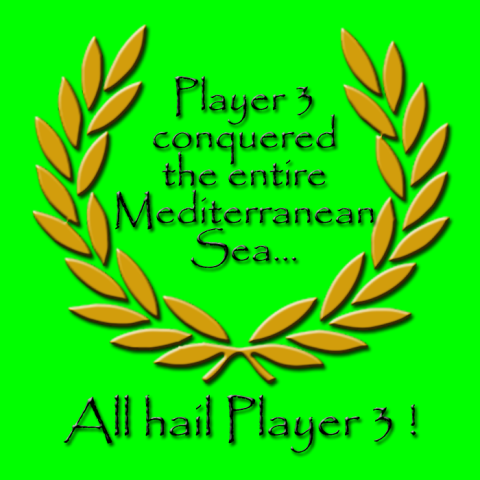 Player 3
conquered
the entire
Mediterranean
Sea...
All hail Player 3 !